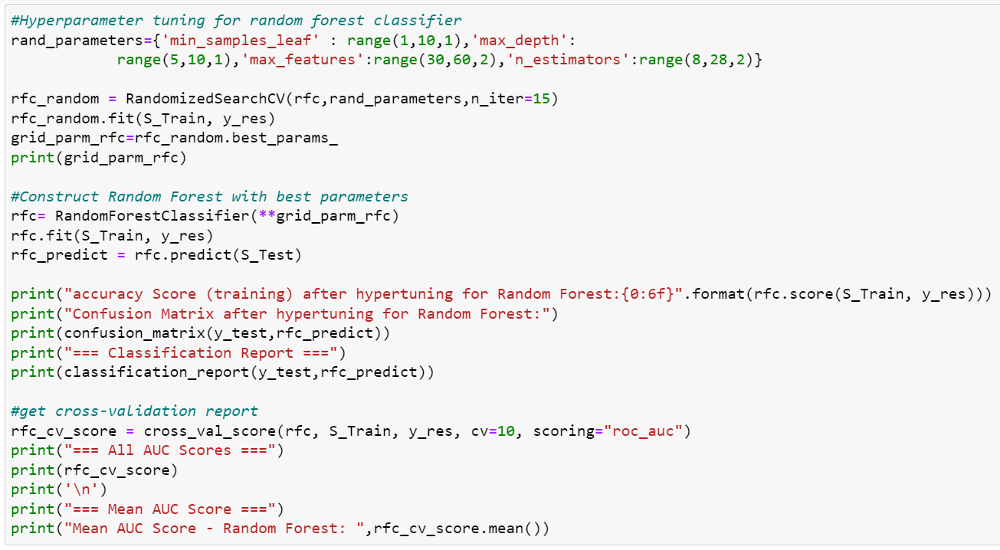 #Hyperparameter tuning for random forest classifier
rand_parameters={'min_samples_leaf' : range(1,10,1),'max_depth':
            range(5,10,1),'max_features':range(30,60,2),'n_estimators':range(8,28,2)}

rfc_random = RandomizedSearchCV(rfc,rand_parameters,n_iter=15)
rfc_random.fit(S_Train, y_res)
grid_parm_rfc=rfc_random.best_params_
print(grid_parm_rfc)

#Construct Random Forest with best parameters
rfc= RandomForestClassifier(**grid_parm_rfc)
rfc.fit(S_Train, y_res)
rfc_predict = rfc.predict(S_Test)

print("accuracy Score (training) after hypertuning for Random Forest:{0:6f}".format(rfc.score(S_Train, y_res)))
print("Confusion Matrix after hypertuning for Random Forest:")
print(confusion_matrix(y_test,rfc_predict))
print("=== Classification Report ===")
print(classification_report(y_test,rfc_predict))

#get cross-validation report
rfc_cv_score = cross_val_score(rfc, S_Train, y_res, cv=10, scoring="roc_auc")
print("=== All AUC Scores ===")
print(rfc_cv_score)
print('\n')
print("=== Mean AUC Score ===")
print("Mean AUC Score - Random Forest: ",rfc_cv_score.mean())